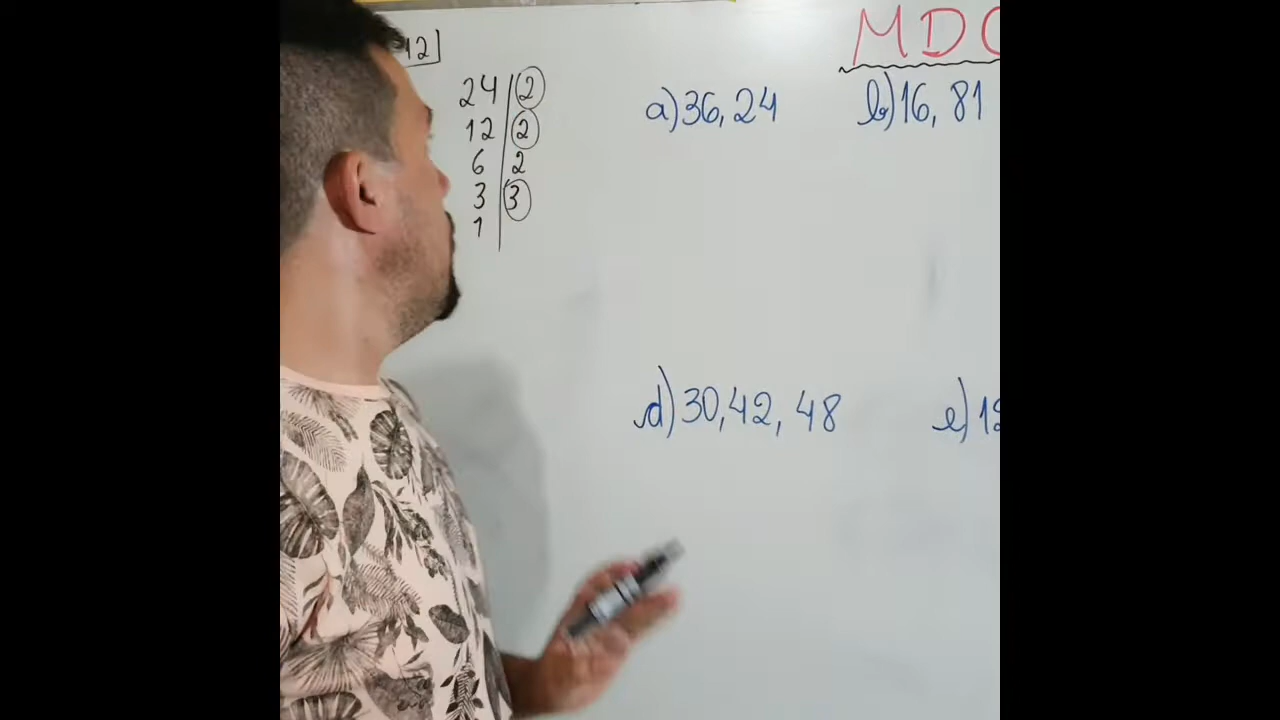 12]
24 | 2
12 | 2
6 | 2
3 | 3
1 |
MDC
a) 36, 24
b) 16, 81
d) 30, 42, 48
e)